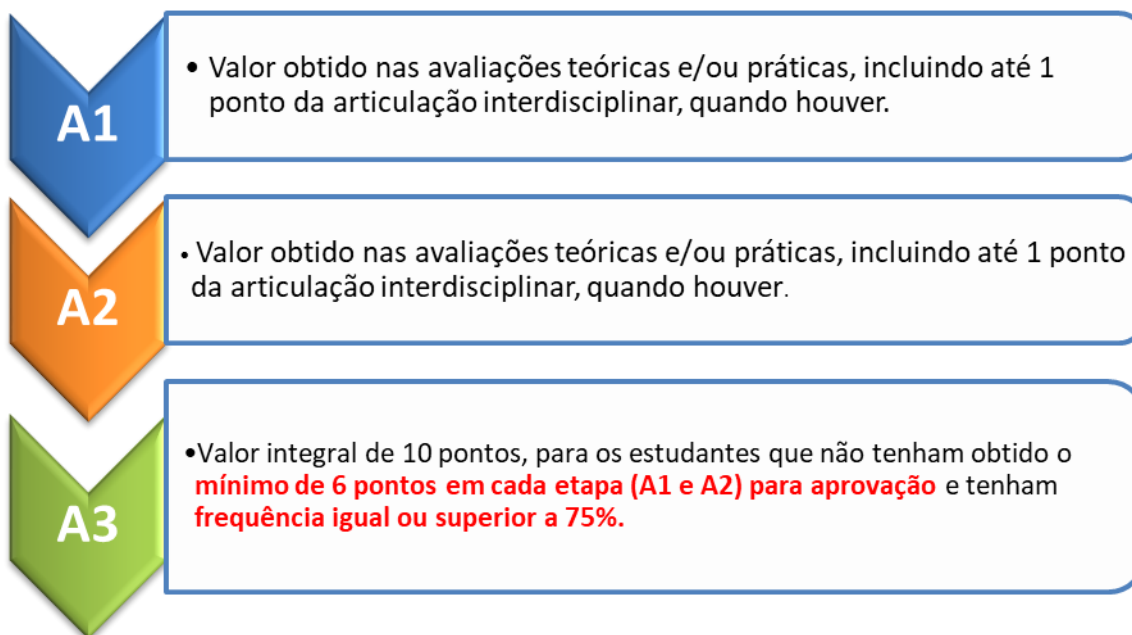 A1
• Valor obtido nas avaliações teóricas e/ou práticas, incluindo até 1
ponto da articulação interdisciplinar, quando houver.
A2
• Valor obtido nas avaliações teóricas e/ou práticas, incluindo até 1 ponto
da articulação interdisciplinar, quando houver.
A3
•Valor integral de 10 pontos, para os estudantes que não tenham obtido o
mínimo de 6 pontos em cada etapa (A1 e A2) para aprovação e tenham
frequência igual ou superior a 75%.